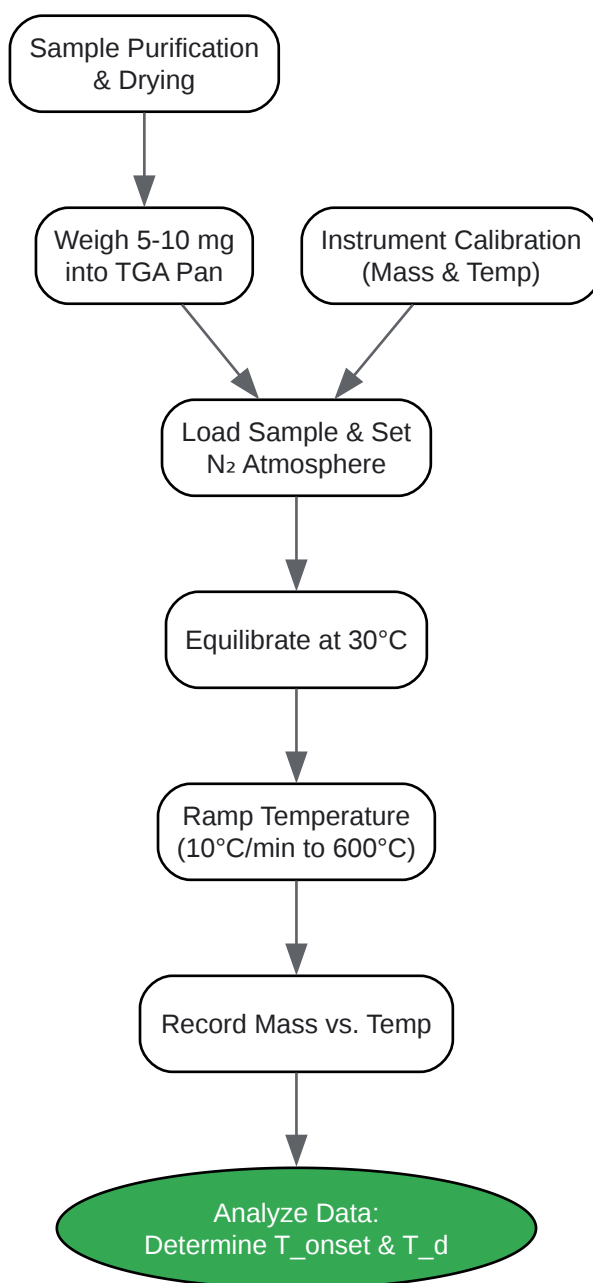 Sample Purification
& Drying
Weigh 5-10 mg
into TGA Pan
Instrument Calibration
(Mass & Temp)
Load Sample & Set
N₂ Atmosphere
Equilibrate at 30°C
Ramp Temperature
(10°C/min to 600°C)
Record Mass vs. Temp
Analyze Data:
Determine T_onset & T_d